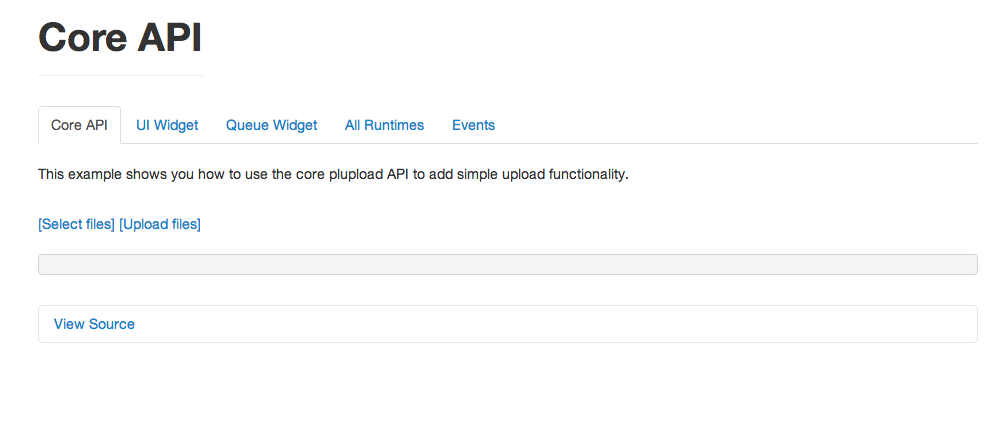 Core API
Core API UI Widget Queue Widget All Runtimes Events
This example shows you how to use the core plupload API to add simple upload functionality.
[Select files] [Upload files]
View Source